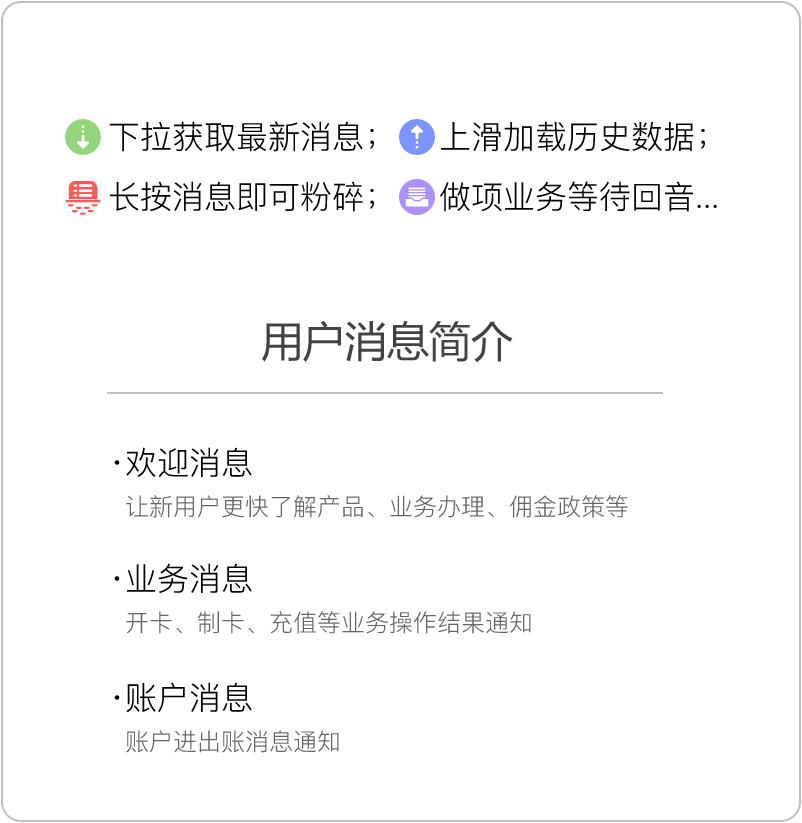 下拉获取最新消息；上滑加载历史数据；
长按消息即可粉碎；做项业务等待回音...
用户消息简介
·欢迎消息
让新用户更快了解产品、业务办理、佣金政策等
·业务消息
开卡、制卡、充值等业务操作结果通知
·账户消息
账户进出账消息通知